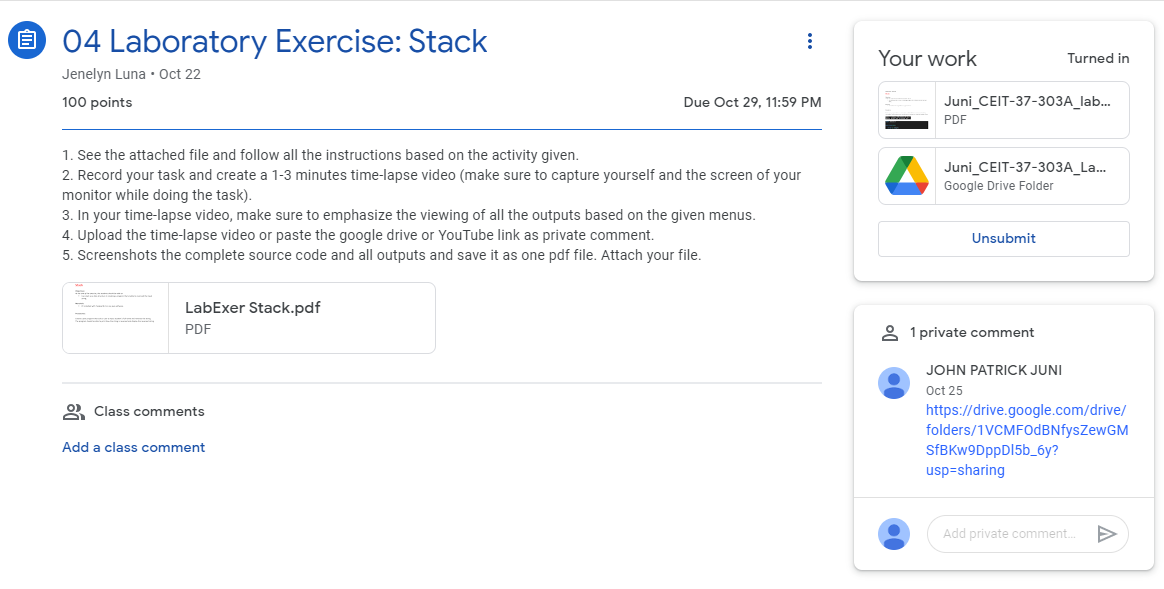 04 Laboratory Exercise: Stack
Jenelyn Luna • Oct 22
100 points
Due Oct 29, 11:59 PM
1. See the attached file and follow all the instructions based on the activity given.
2. Record your task and create a 1-3 minutes time-lapse video (make sure to capture yourself and the screen of your
monitor while doing the task).
3. In your time-lapse video, make sure to emphasize the viewing of all the outputs based on the given menus.
4. Upload the time-lapse video or paste the google drive or YouTube link as private comment.
5. Screenshots the complete source code and all outputs and save it as one pdf file. Attach your file.
LabExer Stack.pdf
PDF
Class comments
Add a class comment
Your work
Turned in
Juni_CEIT-37-303A_lab...
PDF
Juni_CEIT-37-303A_La...
Google Drive Folder
Unsubmit
1 private comment
JOHN PATRICK JUNI
Oct 25
https://drive.google.com/drive/
folders/1VCMFOdBNfysZewGM
SfBKw9DppDl5b_6y?
usp=sharing
Add private comment...